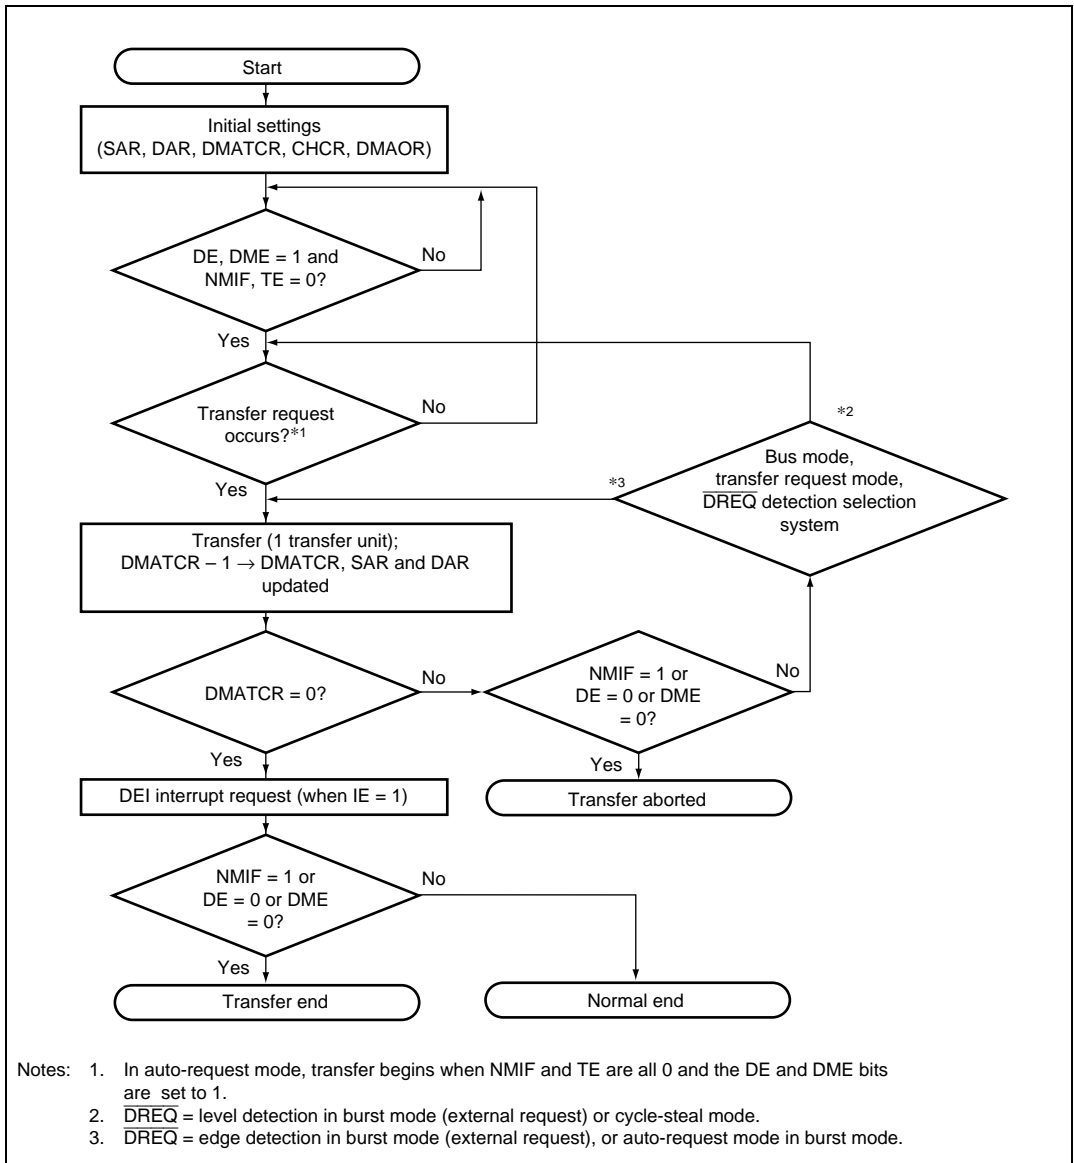 Start
Initial settings
(SAR, DAR, DMATCR, CHCR, DMAOR)
DE, DME = 1 and
NMIF, TE = 0?
No
Yes
Transfer request
occurs?*1
No
Yes
*2
Bus mode,
transfer request mode,
DREQ detection selection
system
*3
Transfer (1 transfer unit);
DMATCR – 1 → DMATCR, SAR and DAR
updated
DMATCR = 0?
No
Yes
NMIF = 1 or
DE = 0 or DME
= 0?
No
Yes
Transfer aborted
DEI interrupt request (when IE = 1)
NMIF = 1 or
DE = 0 or DME
= 0?
No
Yes
Transfer end
Normal end
Notes: 1. In auto-request mode, transfer begins when NMIF and TE are all 0 and the DE and DME bits
are set to 1.
2. DREQ = level detection in burst mode (external request) or cycle-steal mode.
3. DREQ = edge detection in burst mode (external request), or auto-request mode in burst mode.